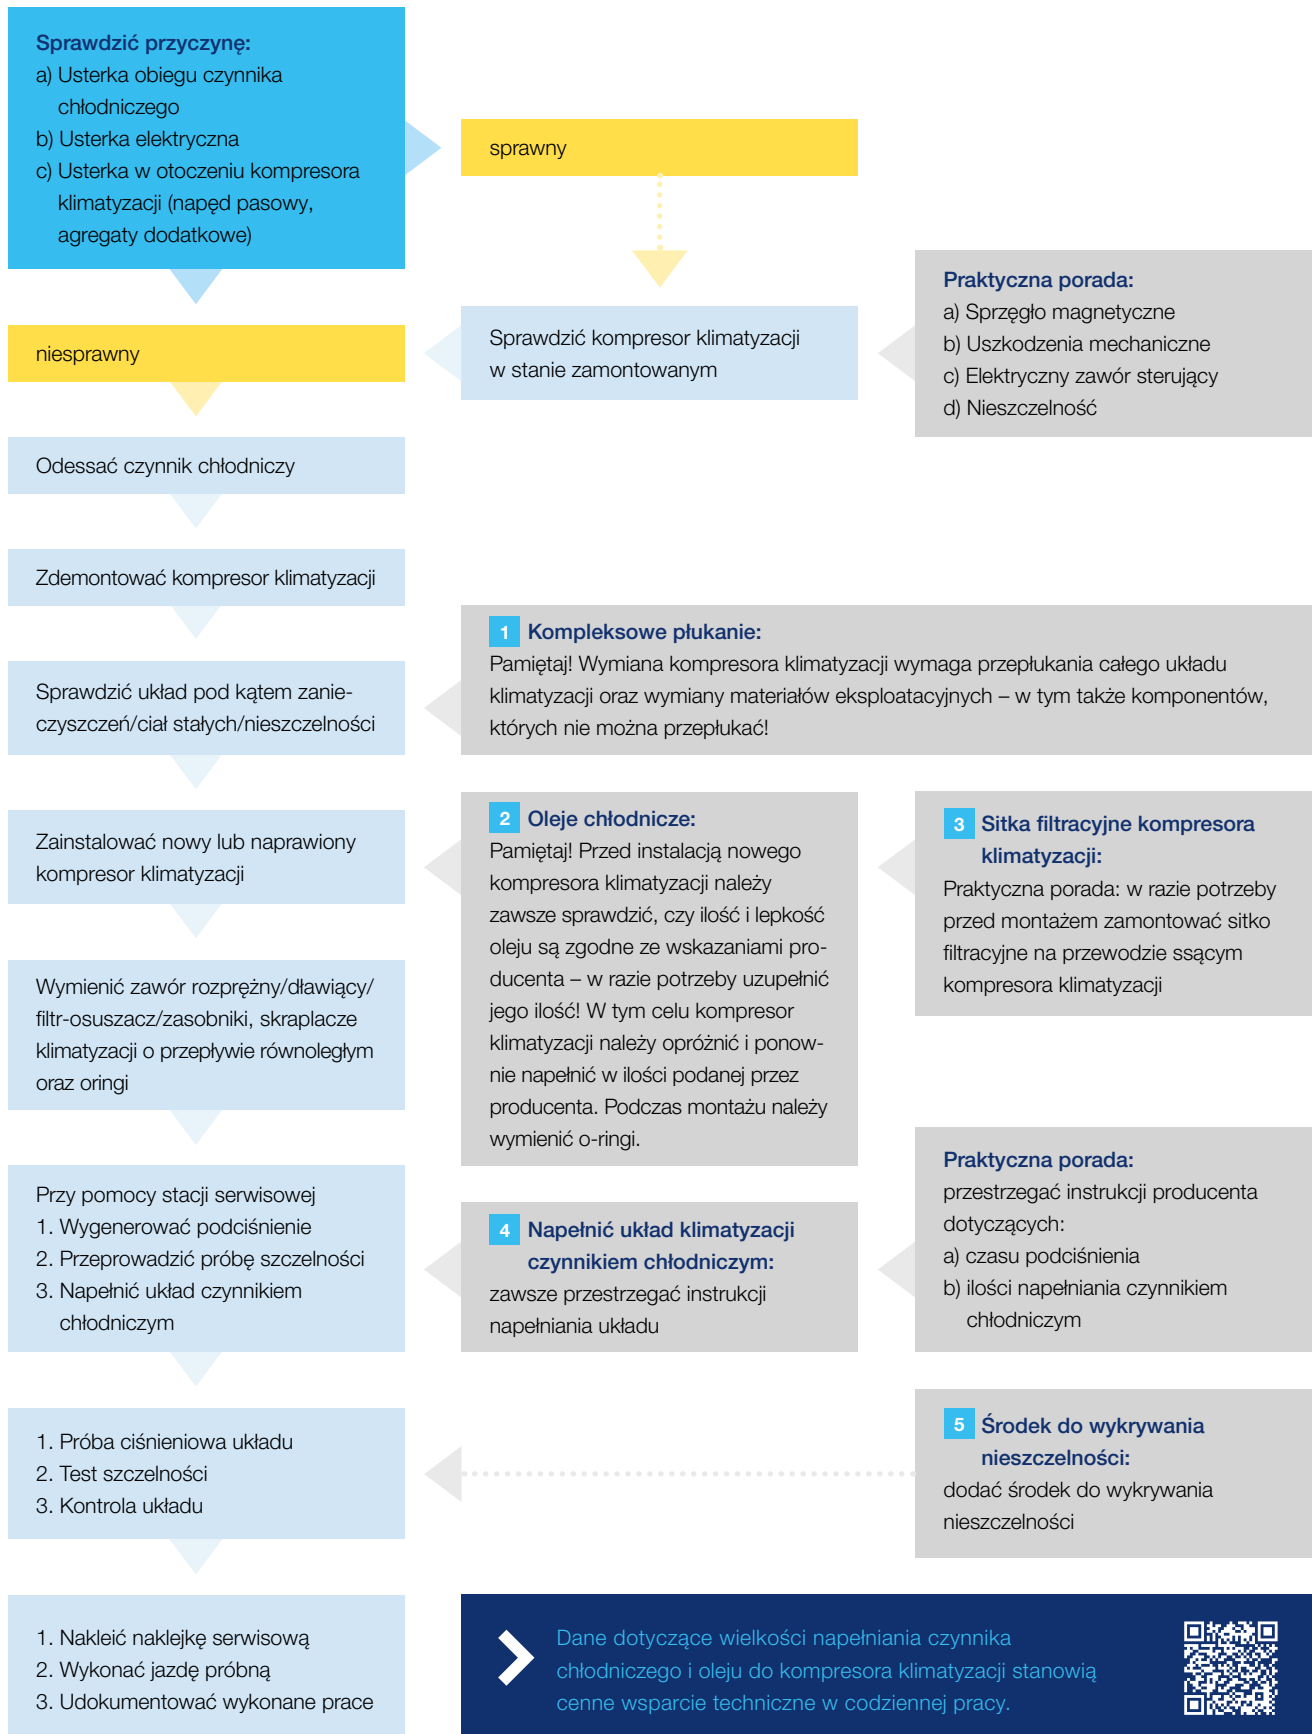 Sprawdzić przyczynę:
a) Usterka obiegu czynnika
chłodniczego
b) Usterka elektryczna
c) Usterka w otoczeniu kompresora
klimatyzacji (napęd pasowy,
agregaty dodatkowe)
sprawny
niesprawny
Sprawdzić kompresor klimatyzacji
w stanie zamontowanym
Praktyczna porada:
a) Sprzęgło magnetyczne
b) Uszkodzenia mechaniczne
c) Elektryczny zawór sterujący
d) Nieszczelność
Odessać czynnik chłodniczy
Zdemontować kompresor klimatyzacji
Sprawdzić układ pod kątem zanie-
czyszczeń/ciał stałych/nieszczelności
1 Kompleksowe płukanie:
Pamiętaj! Wymiana kompresora klimatyzacji wymaga przepłukania całego układu
klimatyzacji oraz wymiany materiałów eksploatacyjnych – w tym także komponentów,
których nie można przepłukać!
Zainstalować nowy lub naprawiony
kompresor klimatyzacji
2 Oleje chłodnicze:
Pamiętaj! Przed instalacją nowego
kompresora klimatyzacji należy
zawsze sprawdzić, czy ilość i lepkość
oleju są zgodne ze wskazaniami pro-
ducenta – w razie potrzeby uzupełnić
jego ilość! W tym celu kompresor
klimatyzacji należy opróżnić i ponow-
nie napełnić w ilości podanej przez
producenta. Podczas montażu należy
wymienić o-ringi.
3 Sitka filtracyjne kompresora
klimatyzacji:
Praktyczna porada: w razie potrzeby
przed montażem zamontować sitko
filtracyjne na przewodzie ssącym
kompresora klimatyzacji
Wymienić zawór rozprężny/dławiący/
filtr-osuszacz/zasobniki, skraplacze
klimatyzacji o przepływie równoległym
oraz oringi
Przy pomocy stacji serwisowej
1. Wygenerować podciśnienie
2. Przeprowadzić próbę szczelności
3. Napełnić układ czynnikiem
chłodniczym
4 Napełnić układ klimatyzacji
czynnikiem chłodniczym:
zawsze przestrzegać instrukcji
napełniania układu
Praktyczna porada:
przestrzegać instrukcji producenta
dotyczących:
a) czasu podciśnienia
b) ilości napełniania czynnikiem
chłodniczym
1. Próba ciśnieniowa układu
2. Test szczelności
3. Kontrola układu
5 Środek do wykrywania
nieszczelności:
dodać środek do wykrywania
nieszczelności
1. Nakleić naklejkę serwisową
2. Wykonać jazdę próbną
3. Udokumentować wykonane prace
Dane dotyczące wielkości napełniania czynnika
chłodniczego i oleju do kompresora klimatyzacji stanowią
cenne wsparcie techniczne w codziennej pracy.